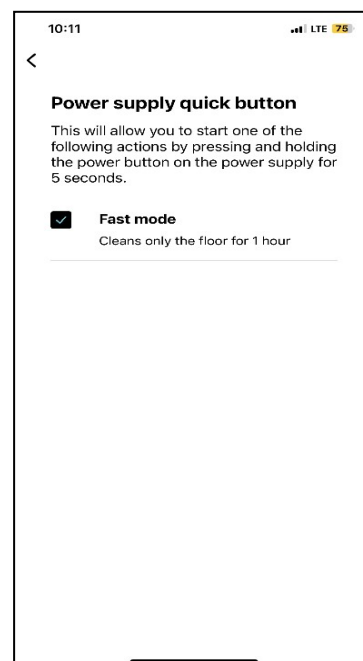 10:11
LTE 75
Power supply quick button
This will allow you to start one of the
following actions by pressing and holding
the power button on the power supply for
5 seconds.
Fast mode
Cleans only the floor for 1 hour